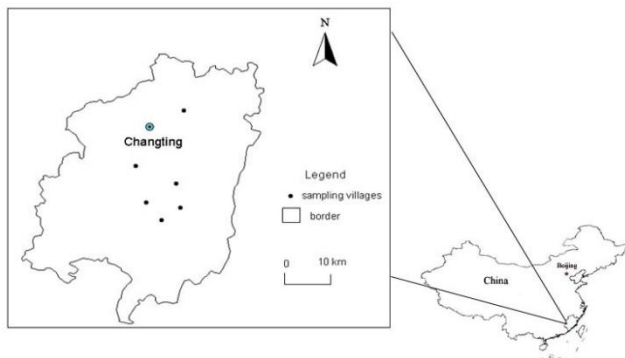 N
Changting
Legend
sampling villages
border
0 10 km
Beijing
China